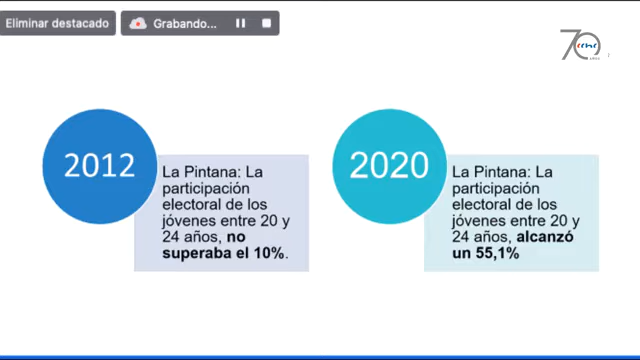 Eliminar destacado
Grabando...
70
2012
La Pintana: La
participación
electoral de los
jóvenes entre 20 y
24 años, no
superaba el 10%.
2020
La Pintana: La
participación
electoral de los
jóvenes entre 20 y
24 años, alcanzó
un 55,1%